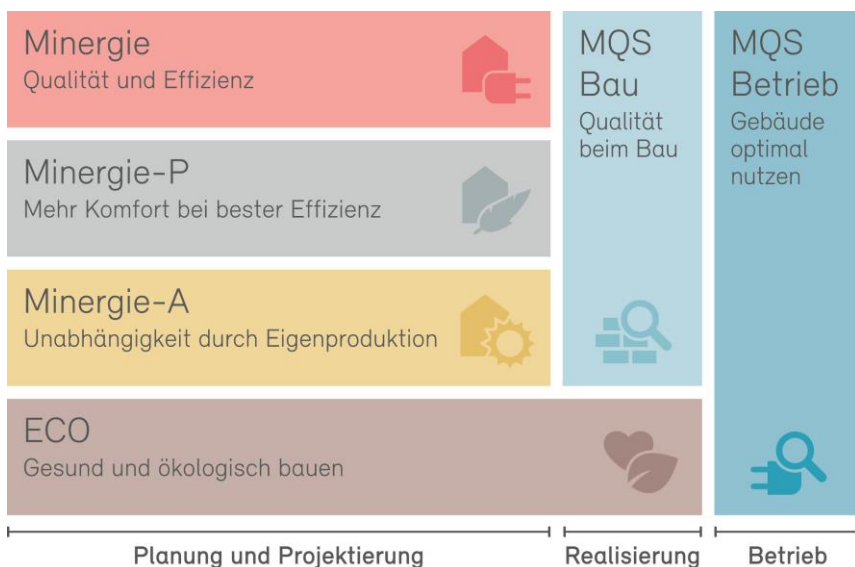 Minergie
Qualität und Effizienz
Minergie-P
Mehr Komfort bei bester Effizienz
Minergie-A
Unabhängigkeit durch Eigenproduktion
ECO
Gesund und ökologisch bauen
MQS
Bau
Qualität
beim Bau
MQS
Betrieb
Gebäude
optimal
nutzen
Planung und Projektierung
Realisierung
Betrieb